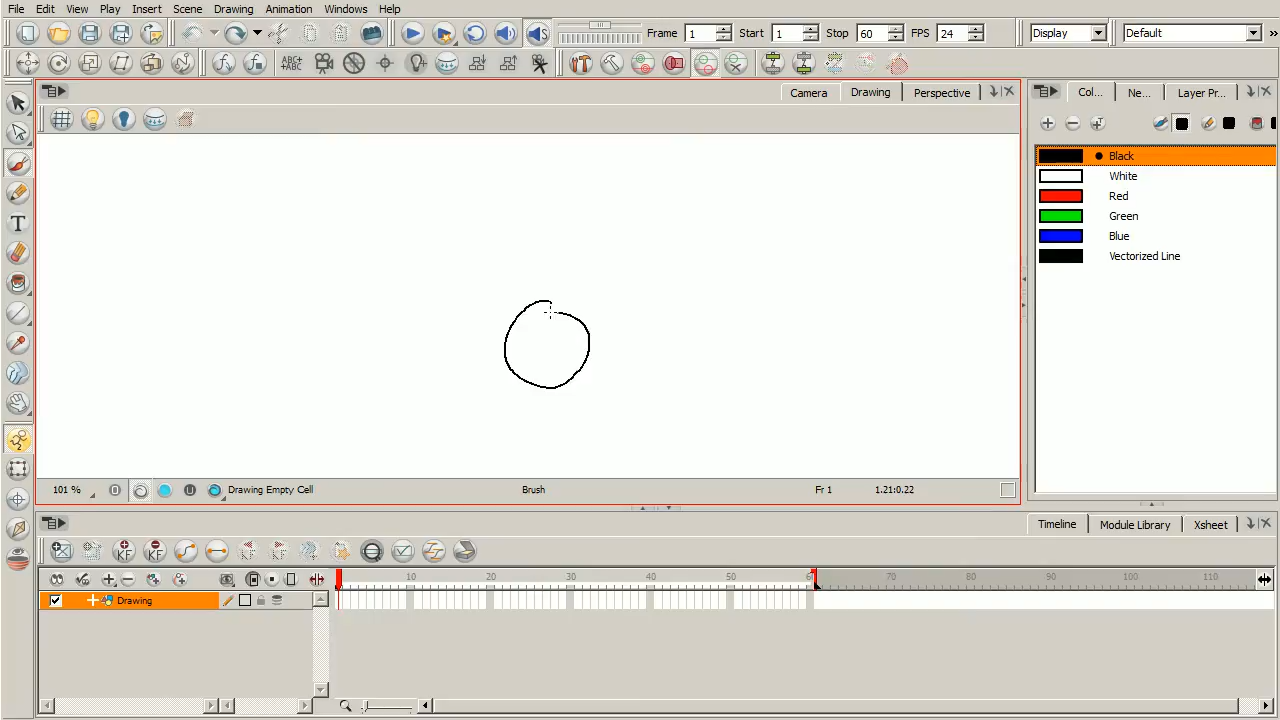 File Edit View Play Insert Scene Drawing Animation Windows Help
Frame 1 Start 1 Stop 60 FPS 24 Display Default »
Camera Drawing Perspective
Col... Ne... Layer Pr...
Black
White
Red
Green
Blue
Vectorized Line
101 % Drawing Empty Cell Brush Fr 1 1.21:0.22
Timeline Module Library Xsheet
10 20 30 40 50 60 70 80 90 100 110
Drawing